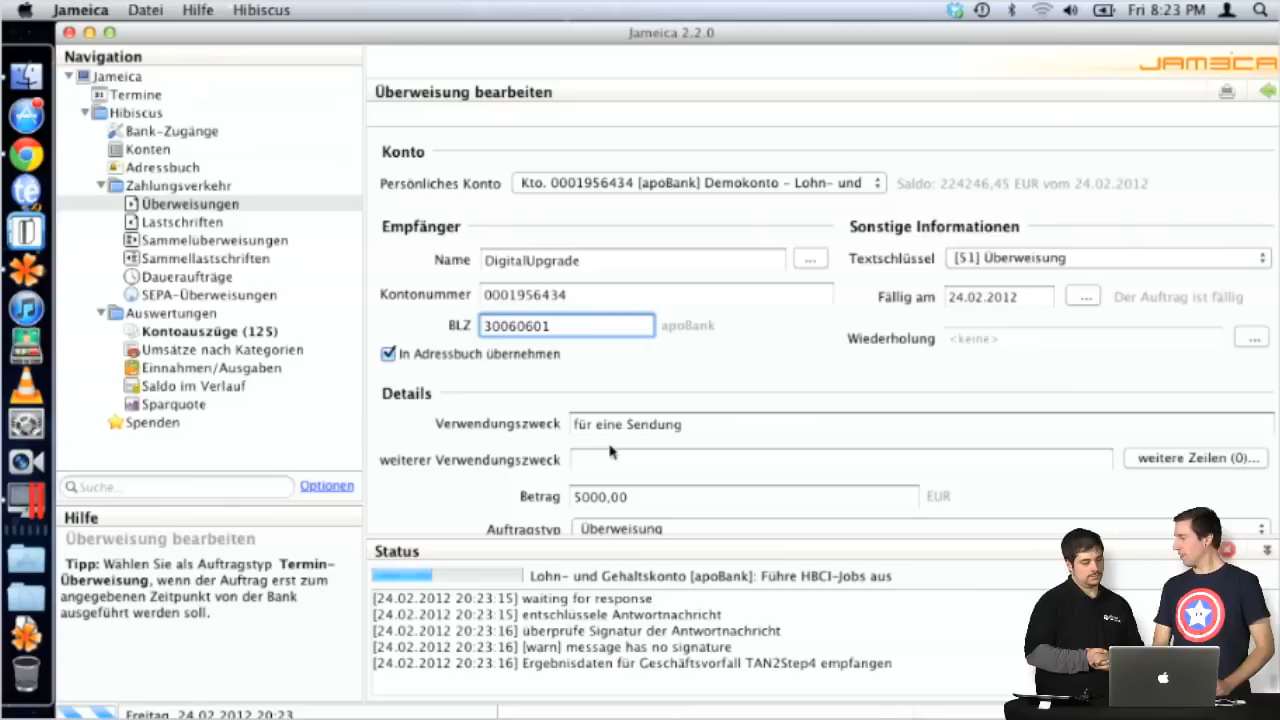 Jameica Datei Hilfe Hibiscus Fri 8:23 PM
Jameica 2.2.0
Navigation
Jameica
Termine
Hibiscus
Bank-Zugänge
Konten
Adressbuch
Zahlungsverkehr
Überweisungen
Lastschriften
Sammelüberweisungen
Sammellastschriften
Daueraufträge
SEPA-Überweisungen
Auswertungen
Kontoauszüge (125)
Umsätze nach Kategorien
Einnahmen/Ausgaben
Saldo im Verlauf
Sparquote
Spenden
Suche...
Optionen
Hilfe
Überweisung bearbeiten
Tipp: Wählen Sie als Auftragstyp Termin-
Überweisung, wenn der Auftrag erst zum
angegebenen Zeitpunkt von der Bank
ausgeführt werden soll.
Freitag, 24.02.2012 20:23
JAMEICA
Überweisung bearbeiten
Konto
Persönliches Konto Kto. 0001956434 [apoBank] Demokonto - Lohn- und Saldo: 224246,45 EUR vom 24.02.2012
Empfänger
Name DigitalUpgrade ...
Kontonummer 0001956434
BLZ 30060601 apoBank
In Adressbuch übernehmen
Sonstige Informationen
Textschlüssel [51] Überweisung
Fällig am 24.02.2012 ... Der Auftrag ist fällig
Wiederholung <keine> ...
Details
Verwendungszweck für eine Sendung
weiterer Verwendungszweck weitere Zeilen (0)...
Betrag 5000,00 EUR
Auftragstyp Überweisung
Status
Lohn- und Gehaltskonto [apoBank]: Führe HBCI-Jobs aus
[24.02.2012 20:23:15] waiting for response
[24.02.2012 20:23:15] entschlüssele Antwortnachricht
[24.02.2012 20:23:16] überprüfe Signatur der Antwortnachricht
[24.02.2012 20:23:16] [warn] message has no signature
[24.02.2012 20:23:16] Ergebnisdaten für Geschäftsvorfall TAN2Step4 empfangen